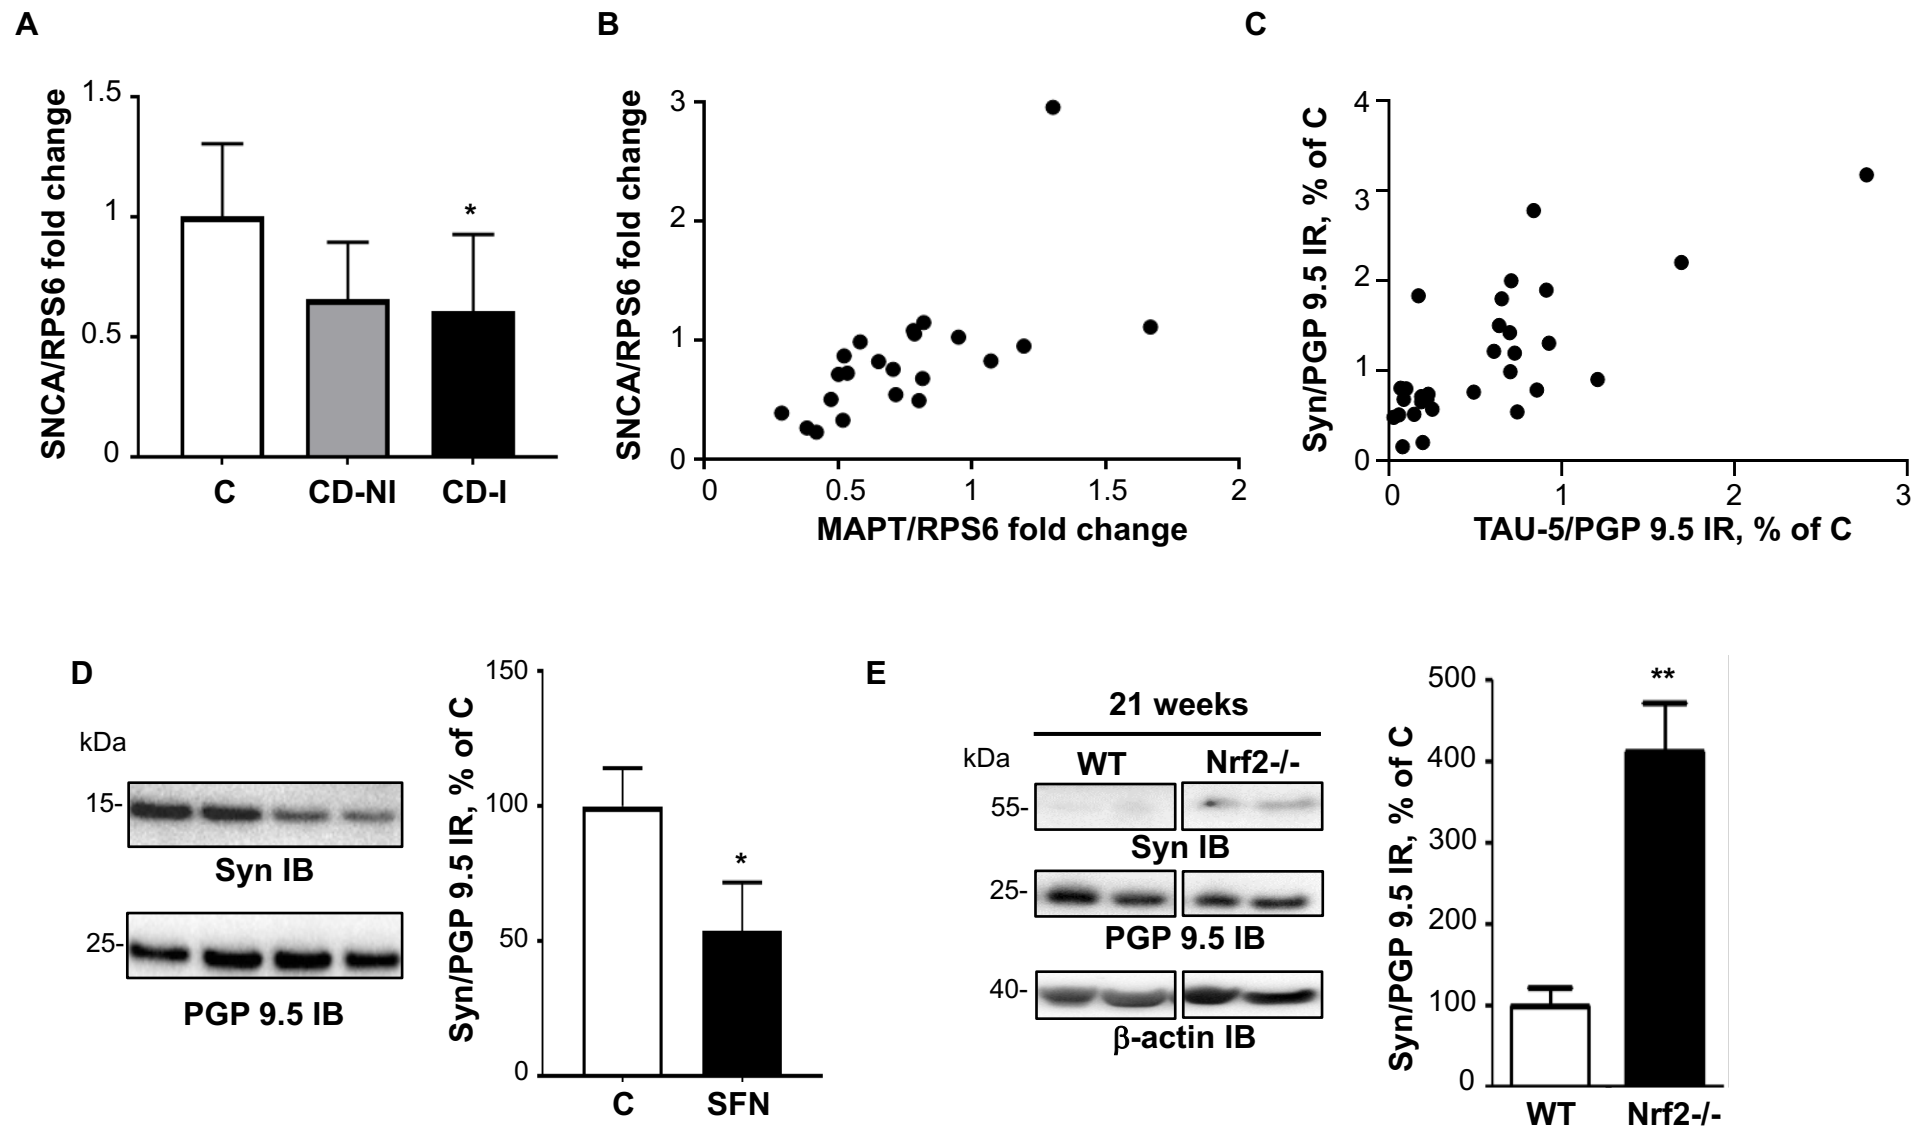 A
SNCA/RPS6 fold change
1.5
1
0.5
0
*
C CD-NI CD-I
B
SNCA/RPS6 fold change
3
2
1
0
0 0.5 1 1.5 2
MAPT/RPS6 fold change
C
Syn/PGP 9.5 IR, % of C
4
3
2
1
0
0 1 2 3
TAU-5/PGP 9.5 IR, % of C
D
kDa
15-
Syn IB
25-
PGP 9.5 IB
Syn/PGP 9.5 IR, % of C
150
100
50
0
*
C SFN
E
21 weeks
kDa WT Nrf2-/-
55-
Syn IB
25-
PGP 9.5 IB
40-
β-actin IB
Syn/PGP 9.5 IR, % of C
500
400
300
200
100
0
**
WT Nrf2-/-